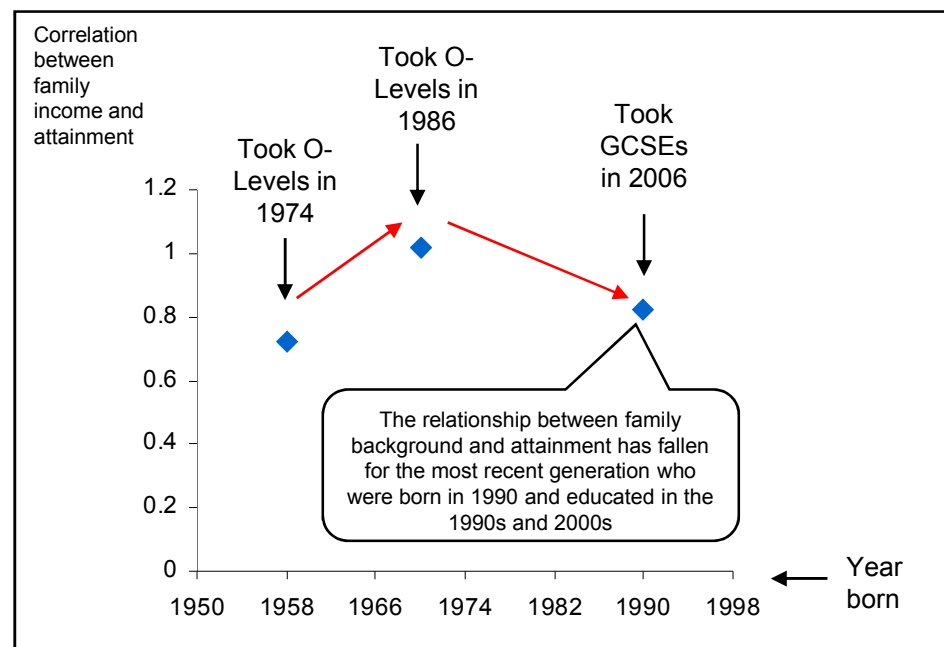 Correlation
between
family
income and
attainment
Took O-
Levels in
1974
Took O-
Levels in
1986
Took
GCSEs
in 2006
1.2
1
0.8
0.6
0.4
0.2
0
The relationship between family
background and attainment has fallen
for the most recent generation who
were born in 1990 and educated in the
1990s and 2000s
1950 1958 1966 1974 1982 1990 1998
Year
born